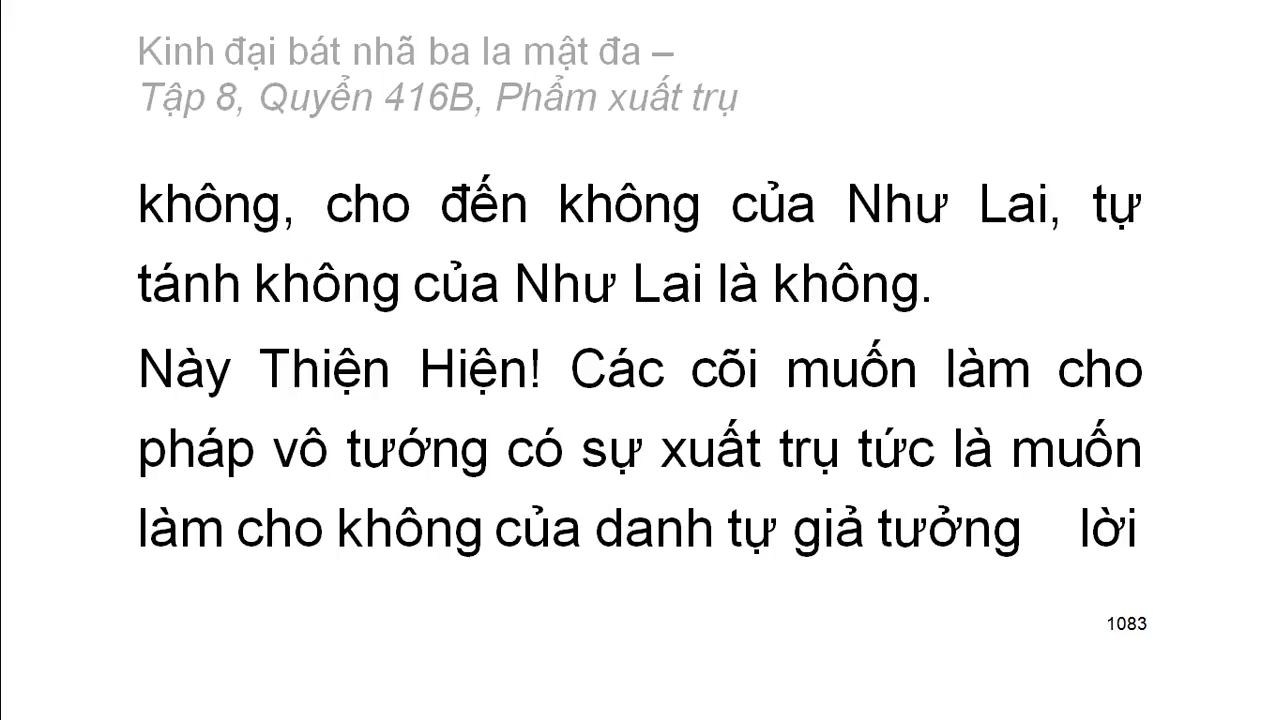 Kinh đại bát nhã ba la mật đa –
Tập 8, Quyển 416B, Phẩm xuất trụ
không, cho đến không của Như Lai, tự
tánh không của Như Lai là không.
Này Thiện Hiện! Các cõi muốn làm cho
pháp vô tướng có sự xuất trụ tức là muốn
làm cho không của danh tự giả tưởng lời
1083